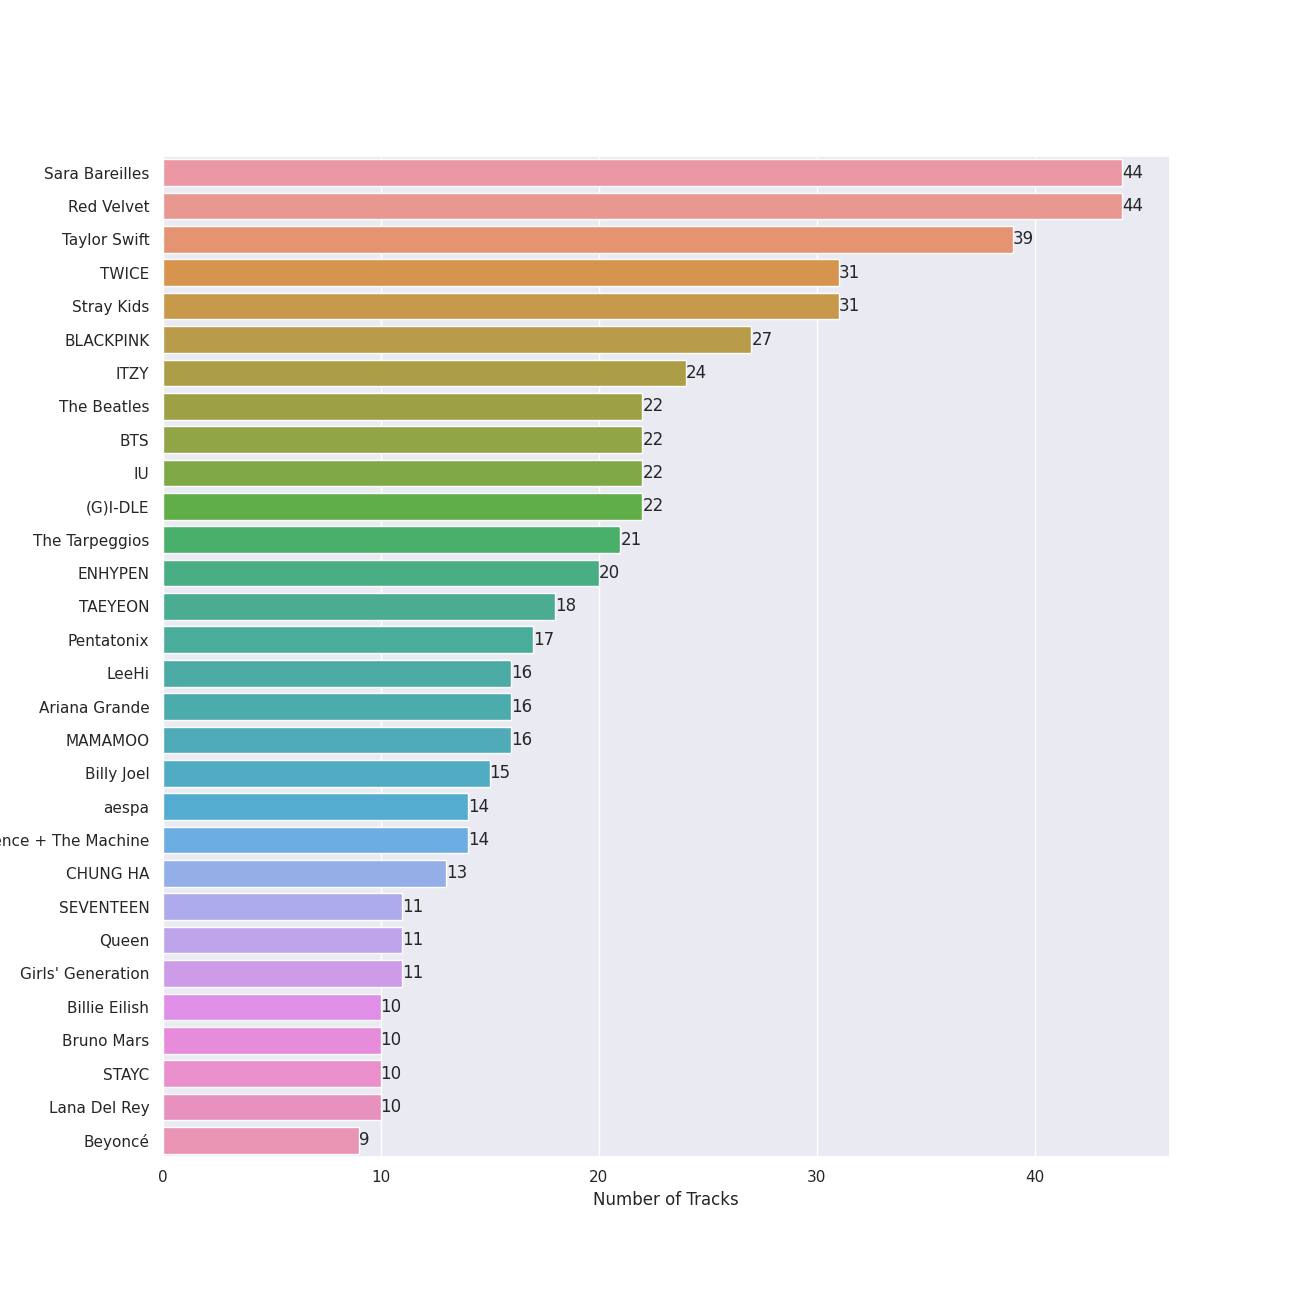 Sara Bareilles 44
Red Velvet 44
Taylor Swift 39
TWICE 31
Stray Kids 31
BLACKPINK 27
ITZY 24
The Beatles 22
BTS 22
IU 22
(G)I-DLE 22
The Tarpeggios 21
ENHYPEN 20
TAEYEON 18
Pentatonix 17
LeeHi 16
Ariana Grande 16
MAMAMOO 16
Billy Joel 15
aespa 14
ence + The Machine 14
CHUNG HA 13
SEVENTEEN 11
Queen 11
Girls' Generation 11
Billie Eilish 10
Bruno Mars 10
STAYC 10
Lana Del Rey 10
Beyoncé 9
0 10 20 30 40
Number of Tracks